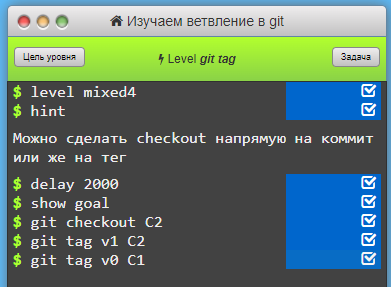 Изучаем ветвление в git
Цель уровня
Level git tag
Задача
$ level mixed4
$ hint
Можно сделать checkout напрямую на коммит
или же на тег
$ delay 2000
$ show goal
$ git checkout C2
$ git tag v1 C2
$ git tag v0 C1